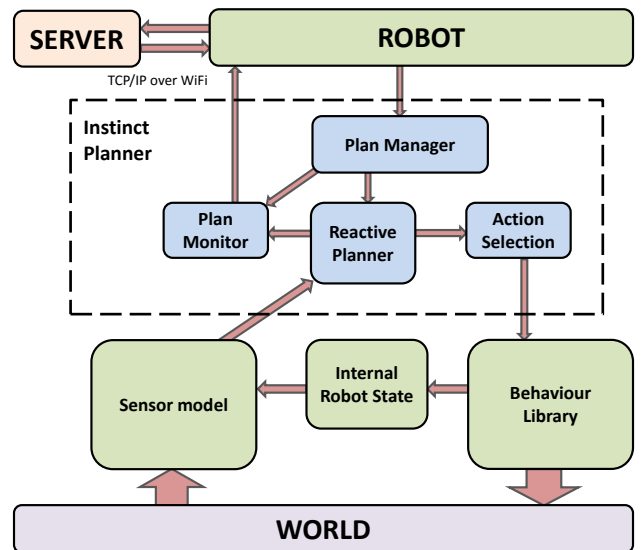 SERVER
ROBOT
TCP/IP over WiFi
Instinct
Planner
Plan Manager
Plan
Monitor
Reactive
Planner
Action
Selection
Sensor model
Internal
Robot State
Behaviour
Library
WORLD